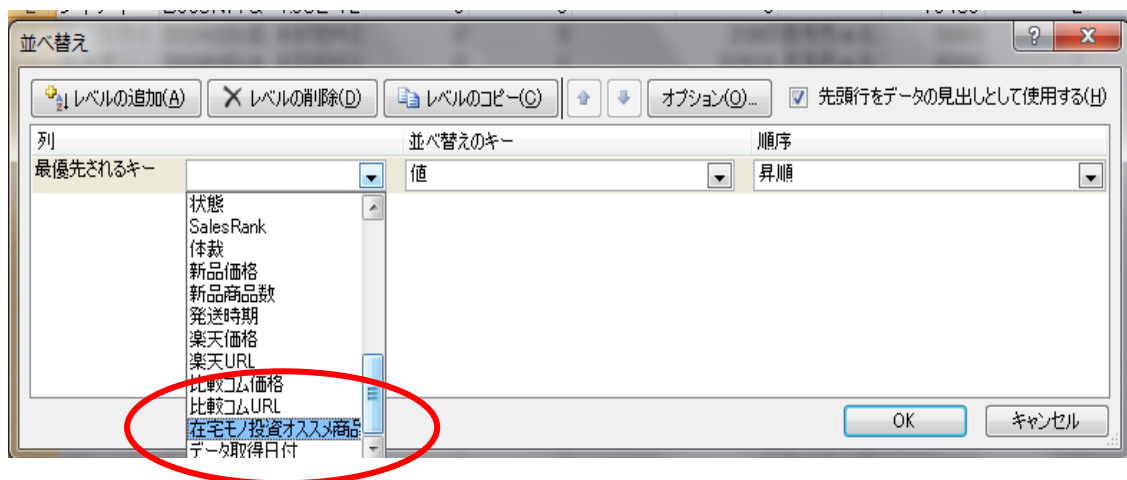 並べ替え
レベルの追加(A) レベルの削除(D) レベルのコピー(C) オプション(O)... 先頭行をデータの見出しとして使用する(H)
列 並べ替えのキー 順序
最優先されるキー 値 昇順
状態
SalesRank
体裁
新品価格
新品商品数
発送時期
楽天価格
楽天URL
比較コム価格
比較コムURL
在宅モノ投資オススメ商品
データ取得日付
OK キャンセル